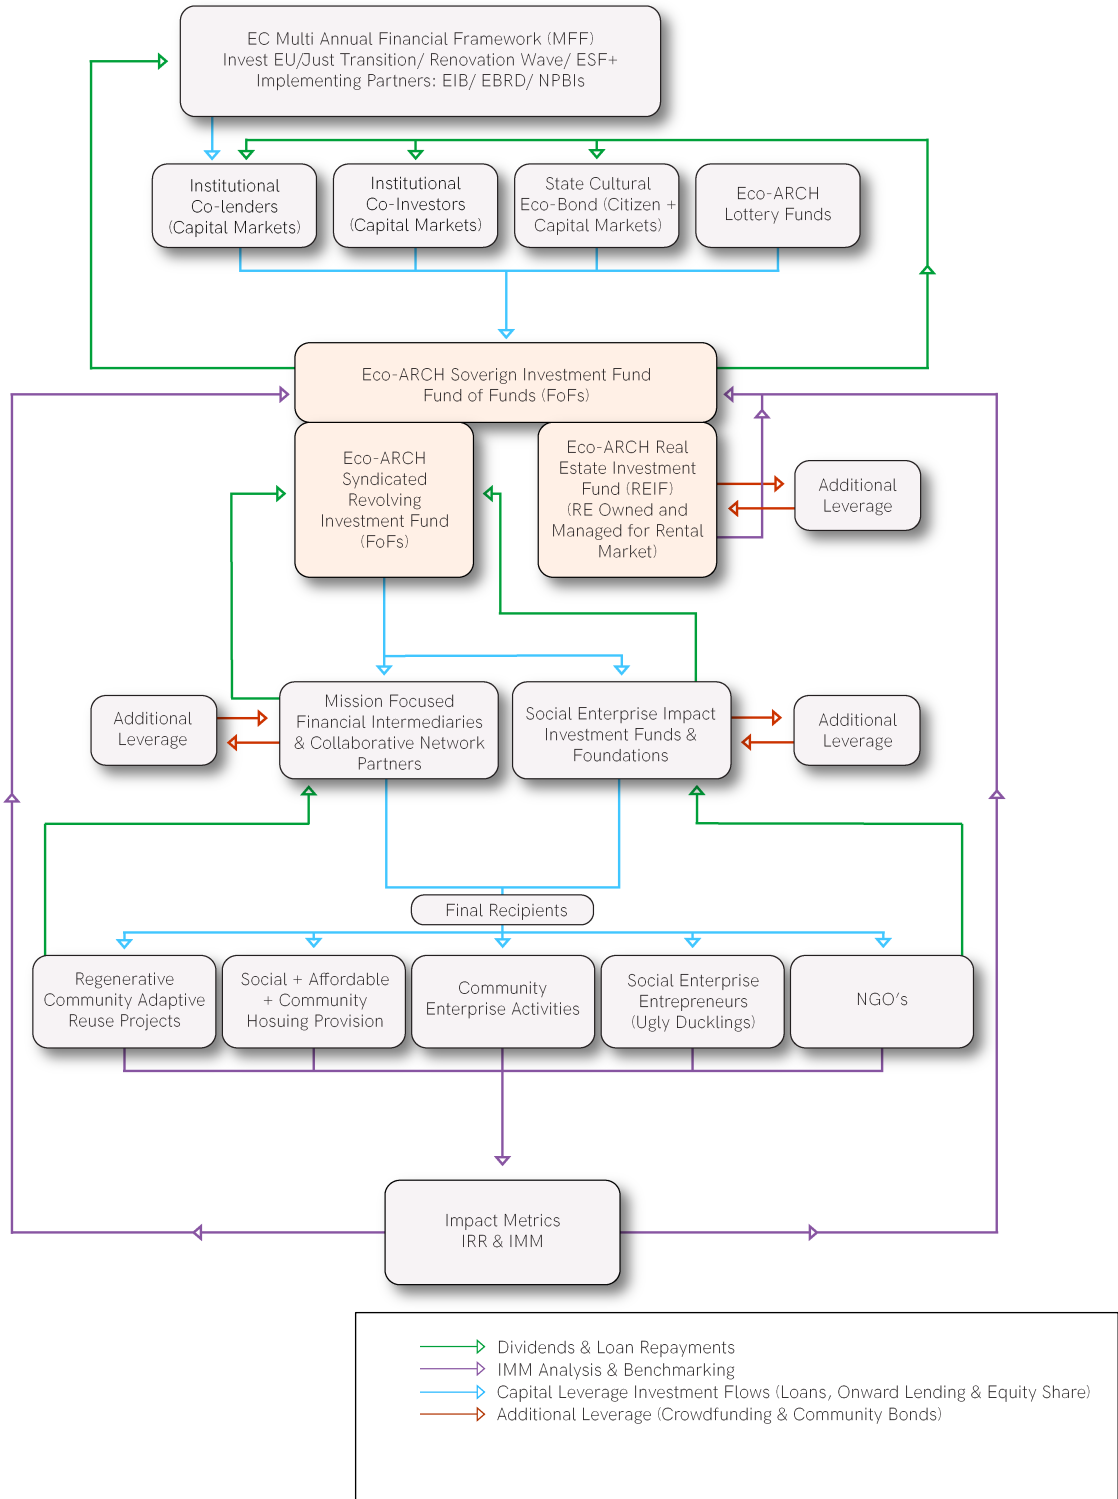 EC Multi Annual Financial Framework (MFF)
Invest EU/Just Transition/ Renovation Wave/ ESF+
Implementing Partners: EIB/ EBRD/ NPBIs
Institutional
Co-lenders
(Capital Markets)
Institutional
Co-Investors
(Capital Markets)
State Cultural
Eco-Bond (Citizen +
Capital Markets)
Eco-ARCH
Lottery Funds
Eco-ARCH Soverign Investment Fund
Fund of Funds (FoFs)
Eco-ARCH
Syndicated
Revolving
Investment Fund
(FoFs)
Eco-ARCH Real
Estate Investment
Fund (REIF)
(RE Owned and
Managed for Rental
Market)
Additional
Leverage
Additional
Leverage
Mission Focused
Financial Intermediaries
& Collaborative Network
Partners
Social Enterprise Impact
Investment Funds &
Foundations
Additional
Leverage
Final Recipients
Regenerative
Community Adaptive
Reuse Projects
Social + Affordable
+ Community
Hosuing Provision
Community
Enterprise Activities
Social Enterprise
Entrepreneurs
(Ugly Ducklings)
NGO's
Impact Metrics
IRR & IMM
Dividends & Loan Repayments
IMM Analysis & Benchmarking
Capital Leverage Investment Flows (Loans, Onward Lending & Equity Share)
Additional Leverage (Crowdfunding & Community Bonds)